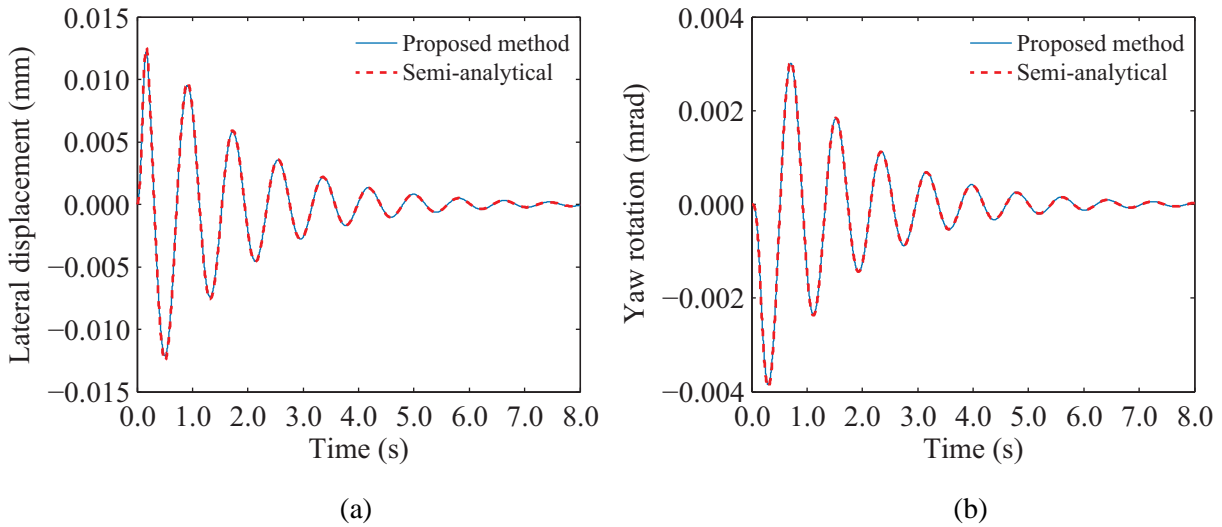 Lateral displacement (mm)
0.015
0.010
0.005
0.000
−0.005
−0.010
−0.015
Proposed method
Semi-analytical
0.0 1.0 2.0 3.0 4.0 5.0 6.0 7.0 8.0
Time (s)
(a)
Yaw rotation (mrad)
0.004
0.002
0.000
−0.002
−0.004
Proposed method
Semi-analytical
0.0 1.0 2.0 3.0 4.0 5.0 6.0 7.0 8.0
Time (s)
(b)